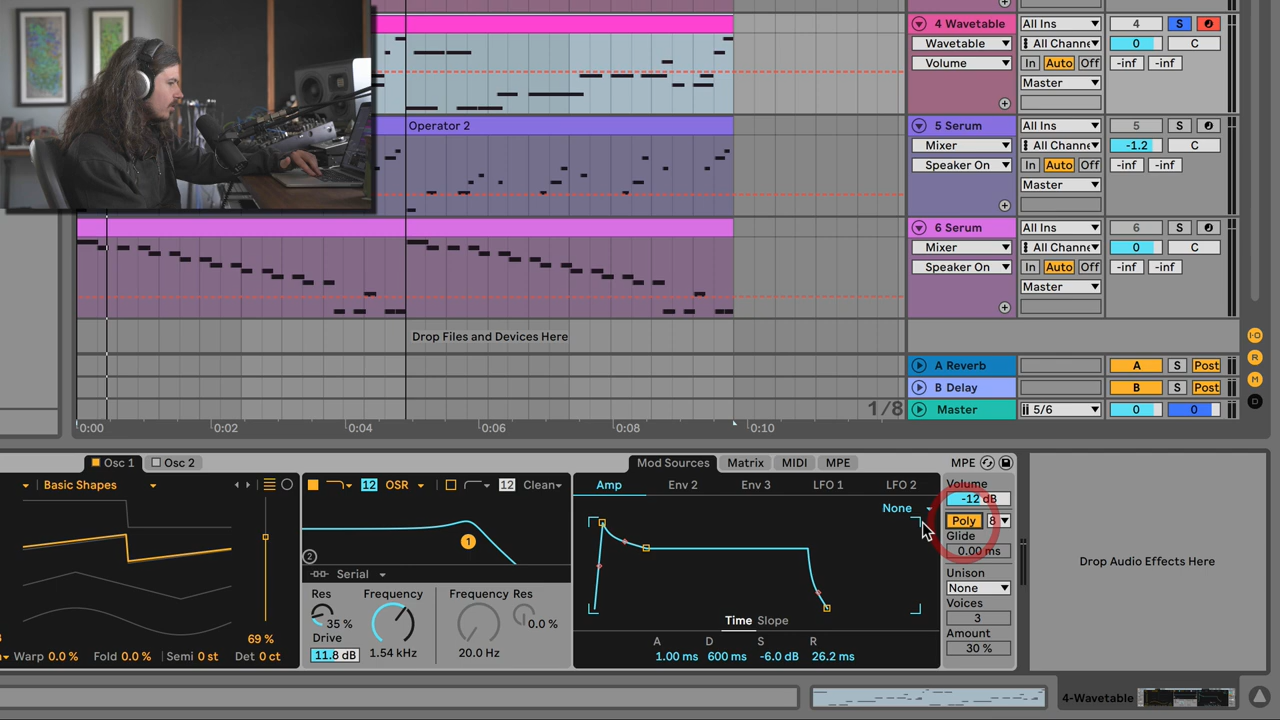 4 Wavetable All Ins 4 S
Wavetable All Channe 0 C
Volume In Auto Off -inf -inf
Master
Operator 2 5 Serum All Ins 5 S
Mixer All Channe -1.2 C
Speaker On In Auto Off -inf -inf
Master
6 Serum All Ins 6 S
Mixer All Channe 0 C
Speaker On In Auto Off -inf -inf
Master
Drop Files and Devices Here
A Reverb A S Post
B Delay B S Post
1/8 Master 5/6 0 0
0:00 0:02 0:04 0:06 0:08 0:10
I·O
R
M
D
Osc 1 Osc 2 Mod Sources Matrix MIDI MPE MPE
Basic Shapes 12 OSR 12 Clean Amp Env 2 Env 3 LFO 1 LFO 2 Volume
-12 dB
None
Poly 8
Glide
0.00 ms
1
2
Serial Unison
None
Res Frequency Frequency Res Voices
35 % 0.0 % 3
Time Slope
Drive Amount
69 % A D S R
Warp 0.0 % Fold 0.0 % Semi 0 st Det 0 ct 11.8 dB 1.54 kHz 20.0 Hz 1.00 ms 600 ms -6.0 dB 26.2 ms 30 %
Drop Audio Effects Here
4-Wavetable